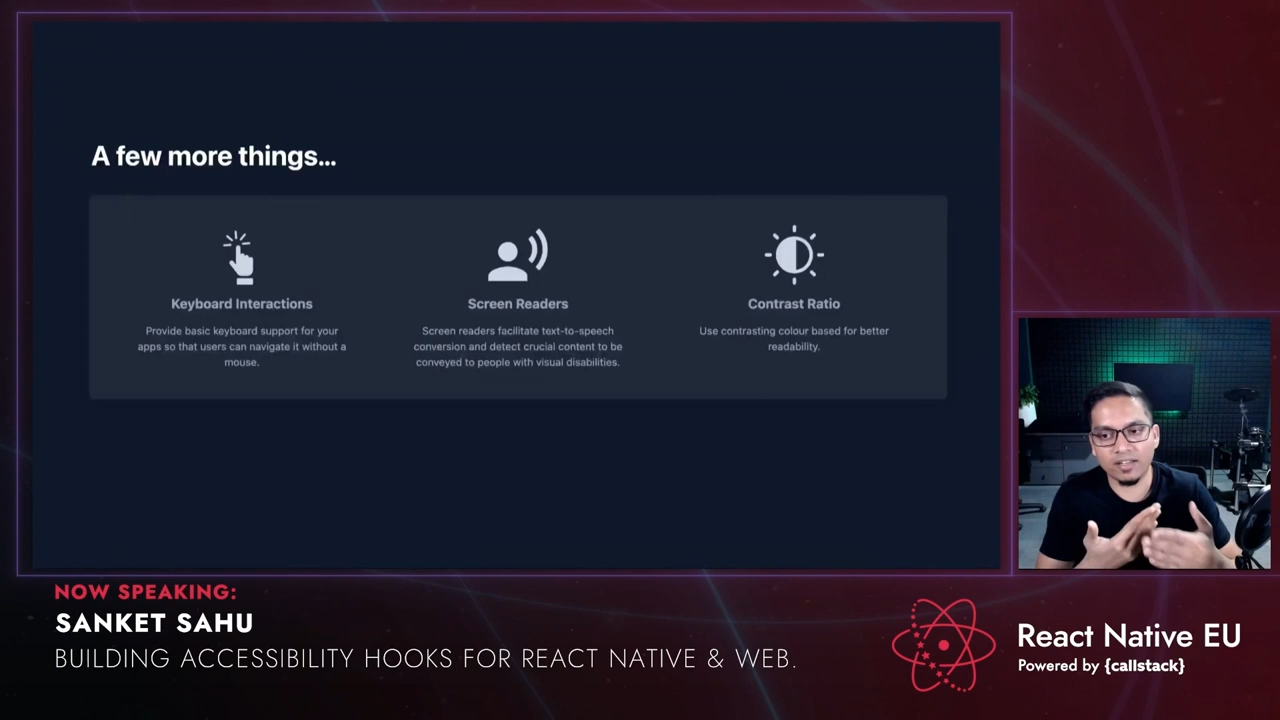 A few more things...
Keyboard Interactions
Provide basic keyboard support for your
apps so that users can navigate it without a
mouse.
Screen Readers
Screen readers facilitate text-to-speech
conversion and detect crucial content to be
conveyed to people with visual disabilities.
Contrast Ratio
Use contrasting colour based for better
readability.
NOW SPEAKING:
SANKET SAHU
BUILDING ACCESSIBILITY HOOKS FOR REACT NATIVE & WEB.
React Native EU
Powered by {callstack}